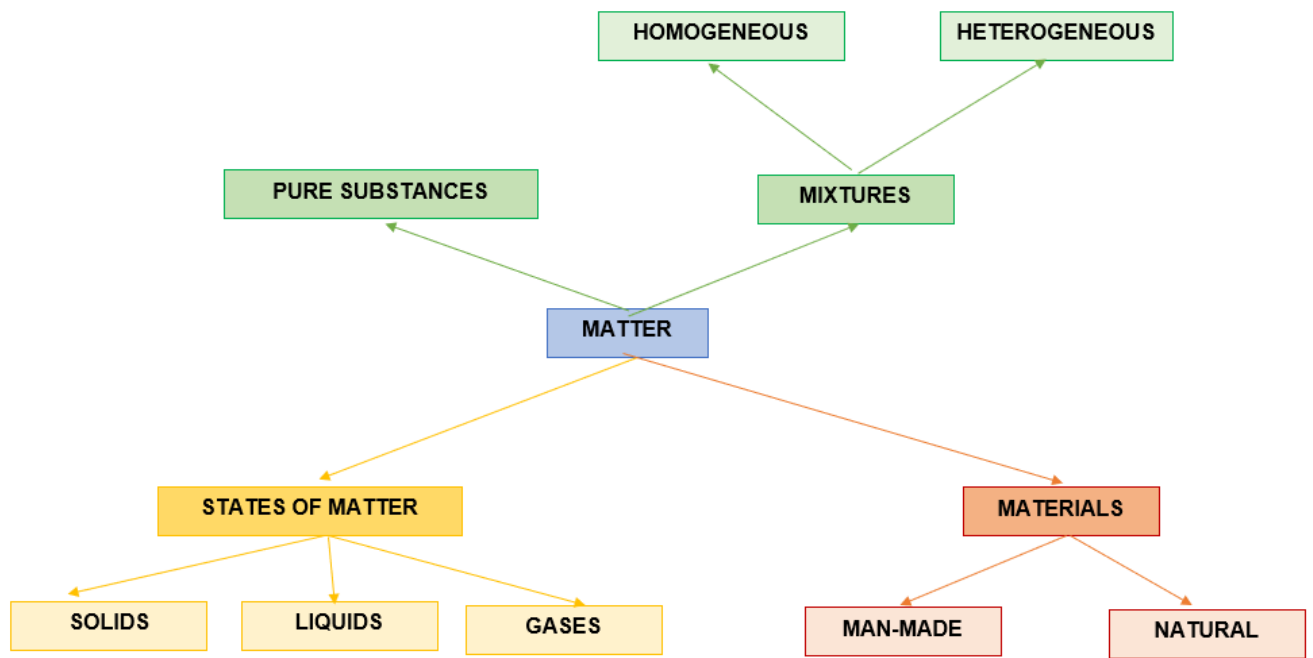 HOMOGENEOUS
HETEROGENEOUS
PURE SUBSTANCES
MIXTURES
MATTER
STATES OF MATTER
MATERIALS
SOLIDS
LIQUIDS
GASES
MAN-MADE
NATURAL